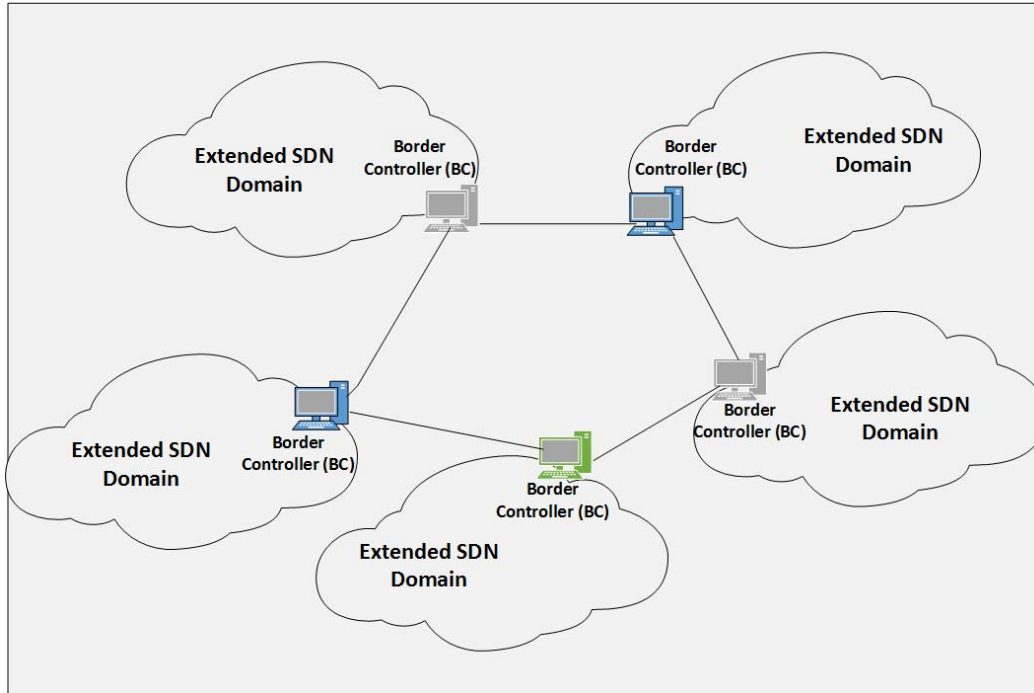 Extended SDN
Domain
Border
Controller (BC)
Border
Controller (BC)
Extended SDN
Domain
Extended SDN
Domain
Border
Controller (BC)
Border
Controller (BC)
Extended SDN
Domain
Border
Controller (BC)
Extended SDN
Domain